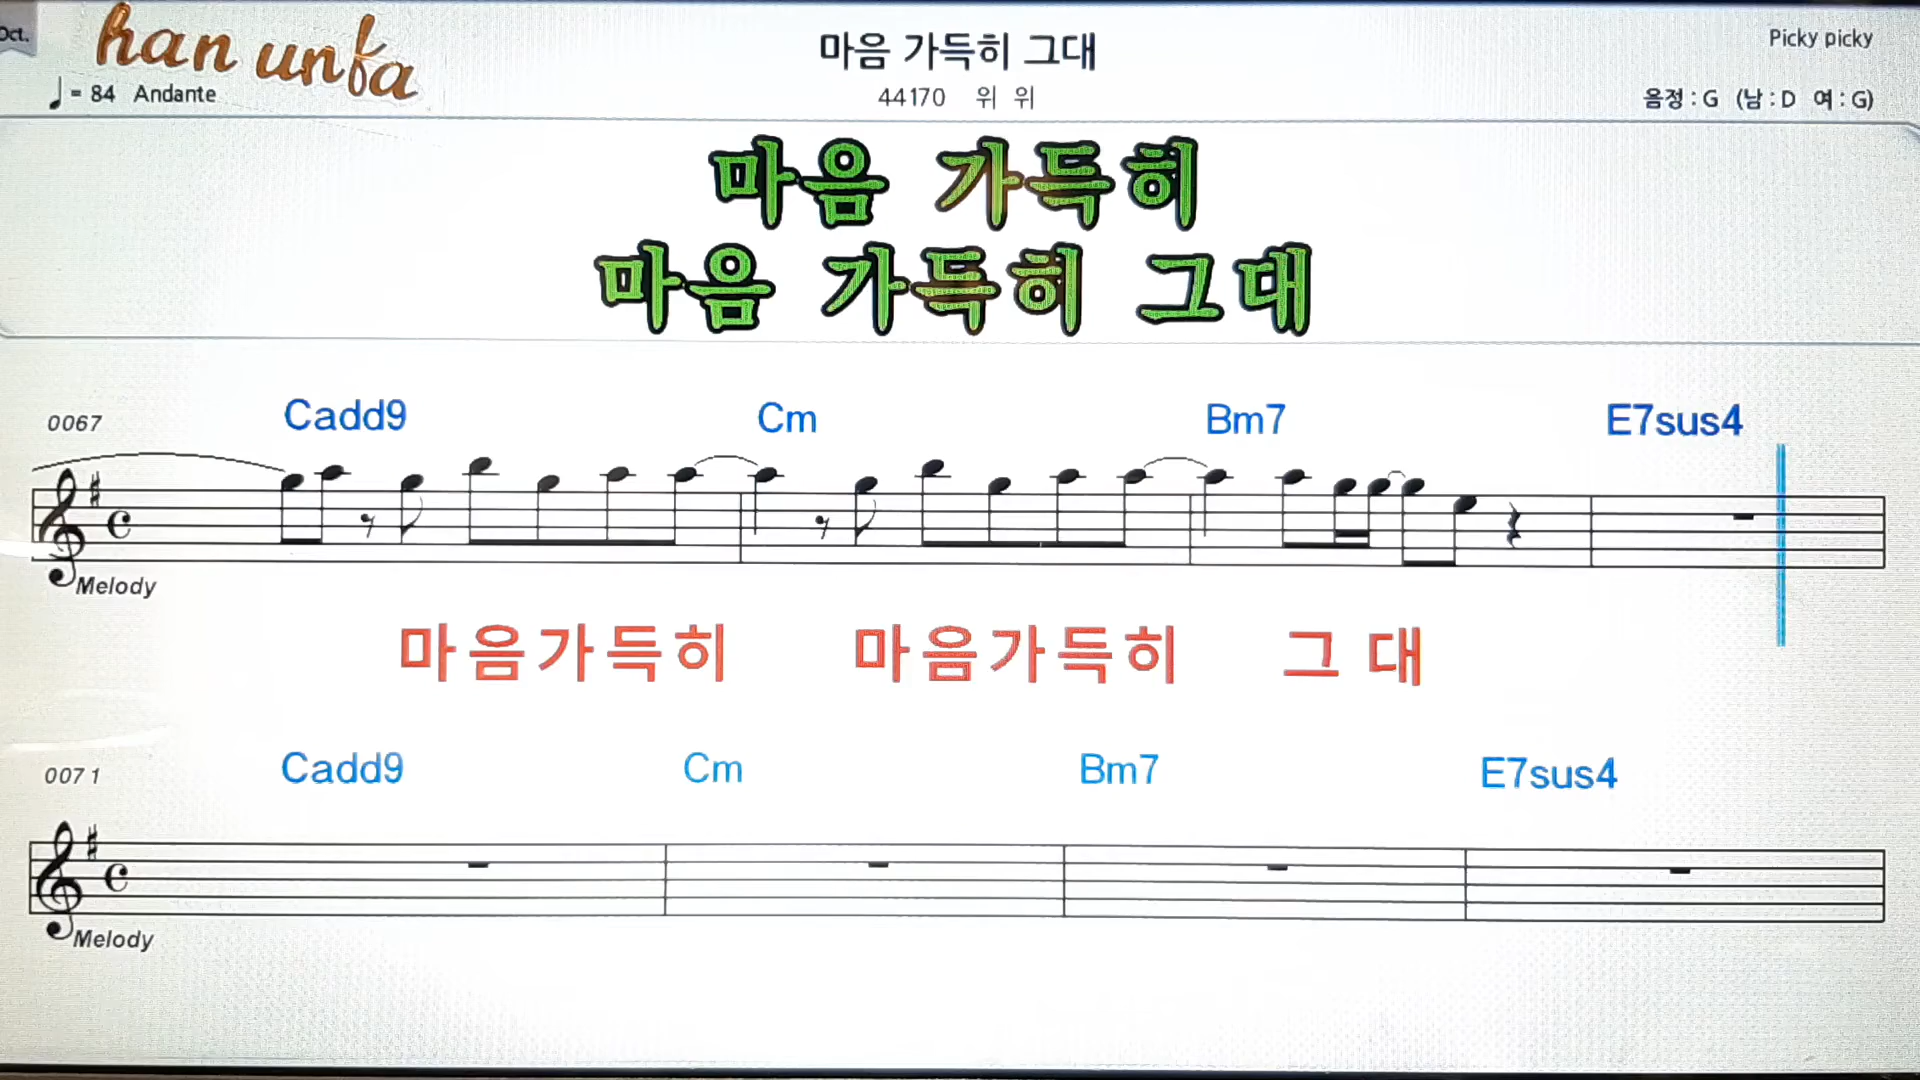 Oct.
han unfa
마음 가득히 그대
Picky picky
♩= 84 Andante
44170 위 위
음정 : G (남 : D 여 : G)
마음 가득히
마음 가득히 그대
0067
Cadd9 Cm Bm7 E7sus4
Melody
마음가득히 마음가득히 그대
0071
Cadd9 Cm Bm7 E7sus4
Melody